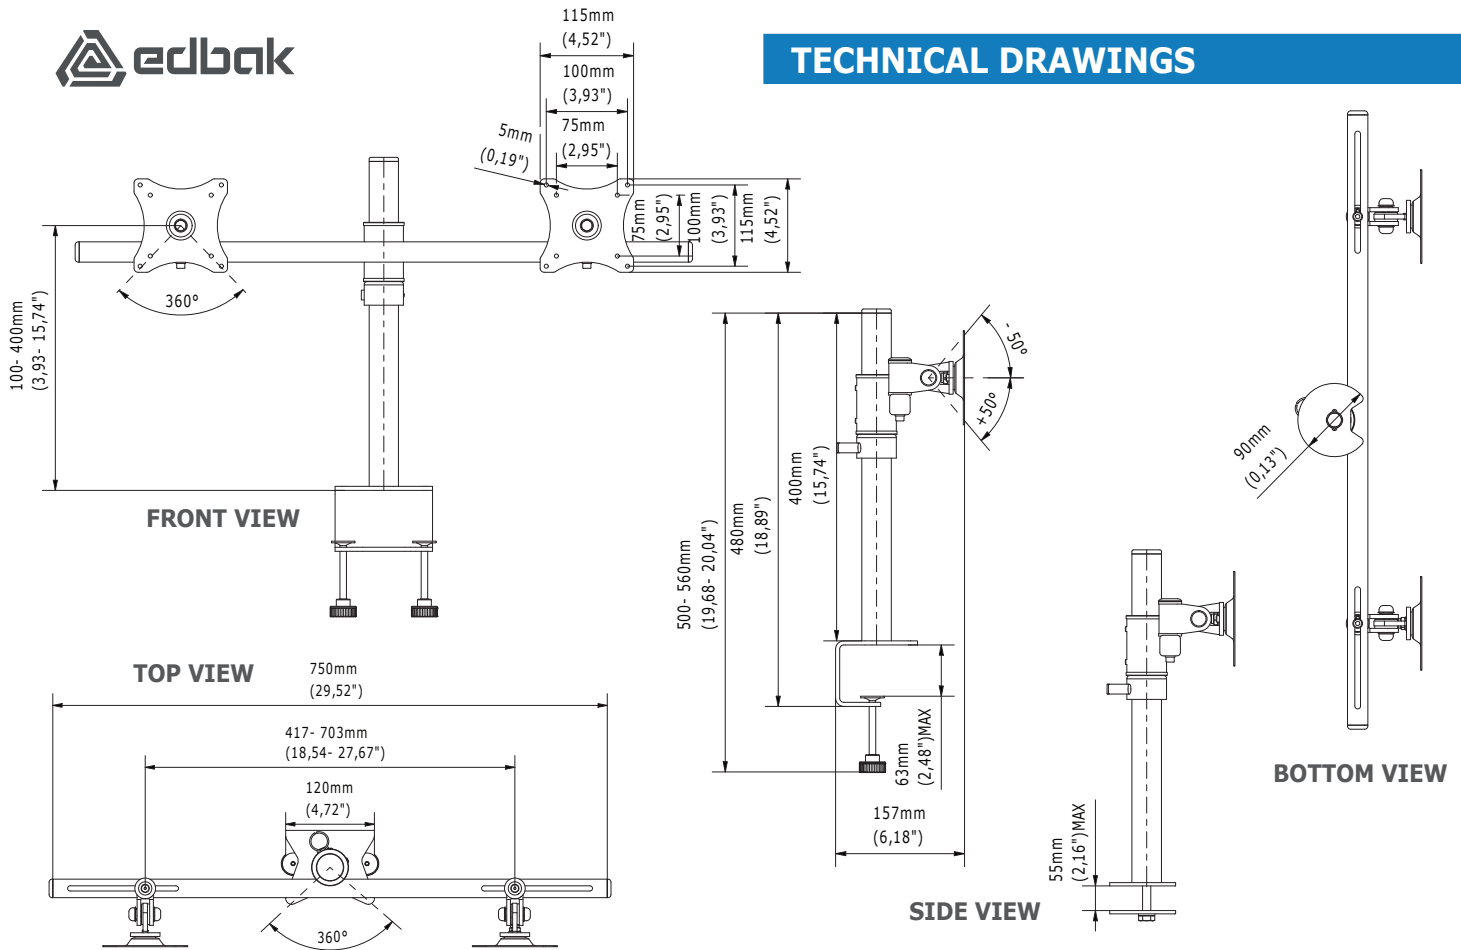 edbak
TECHNICAL DRAWINGS
115mm
(4,52")
100mm
(3,93")
75mm
(2,95")
5mm
(0,19")
75mm
(2,95")
100mm
(3,93")
115mm
(4,52")
360º
100- 400mm
(3,93- 15,74")
FRONT VIEW
- 50º
+50º
400mm
(15,74")
480mm
(18,89")
500- 560mm
(19,68- 20,04")
63mm
(2,48")MAX
157mm
(6,18")
90mm
(0,13")
BOTTOM VIEW
TOP VIEW
750mm
(29,52")
417- 703mm
(18,54- 27,67")
120mm
(4,72")
360º
55mm
(2,16")MAX
SIDE VIEW